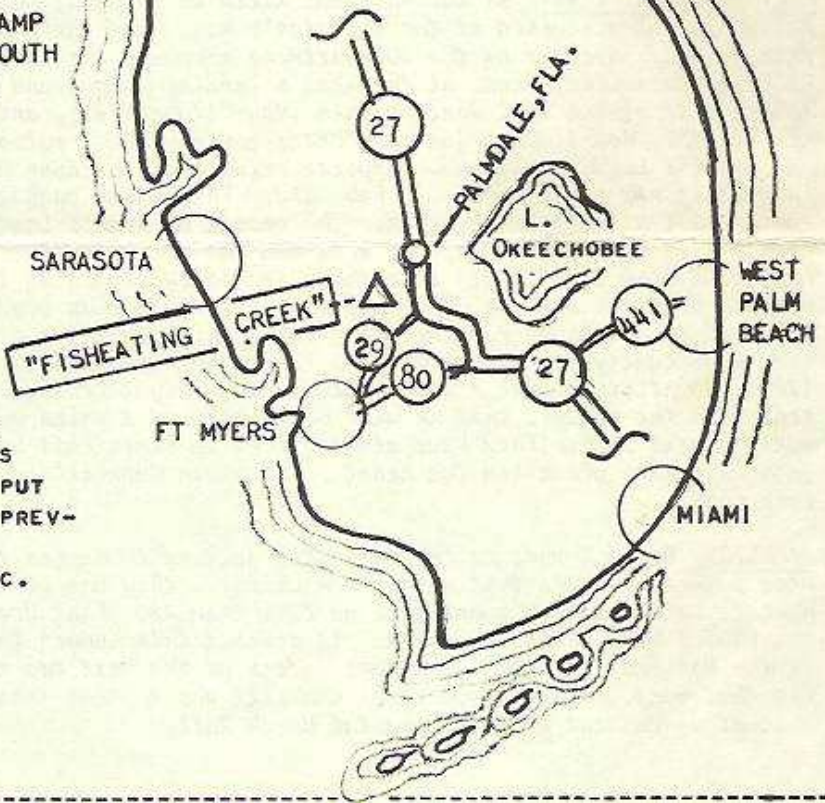 AMP
OUTH
27
PALMDALE, FLA.
L.
OKEECHOBEE
SARASOTA
WEST
PALM
BEACH
"FISHEATING CREEK"
441
29
80
27
FT MYERS
S
PUT
PREV-
MIAMI
C.